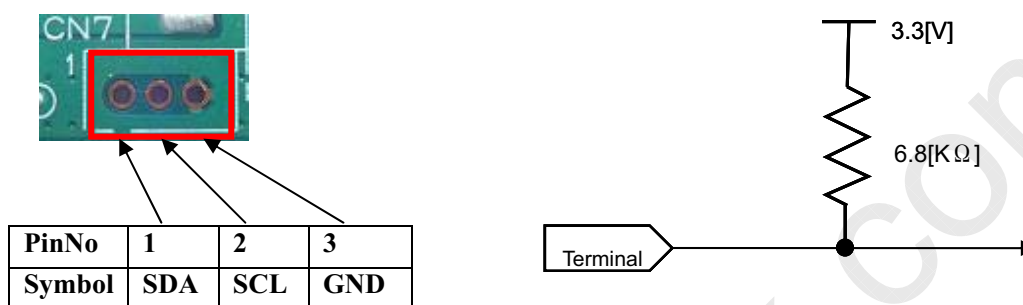 CN7
1
PinNo 1 2 3
Symbol SDA SCL GND
3.3[V]
6.8[KΩ]
Terminal